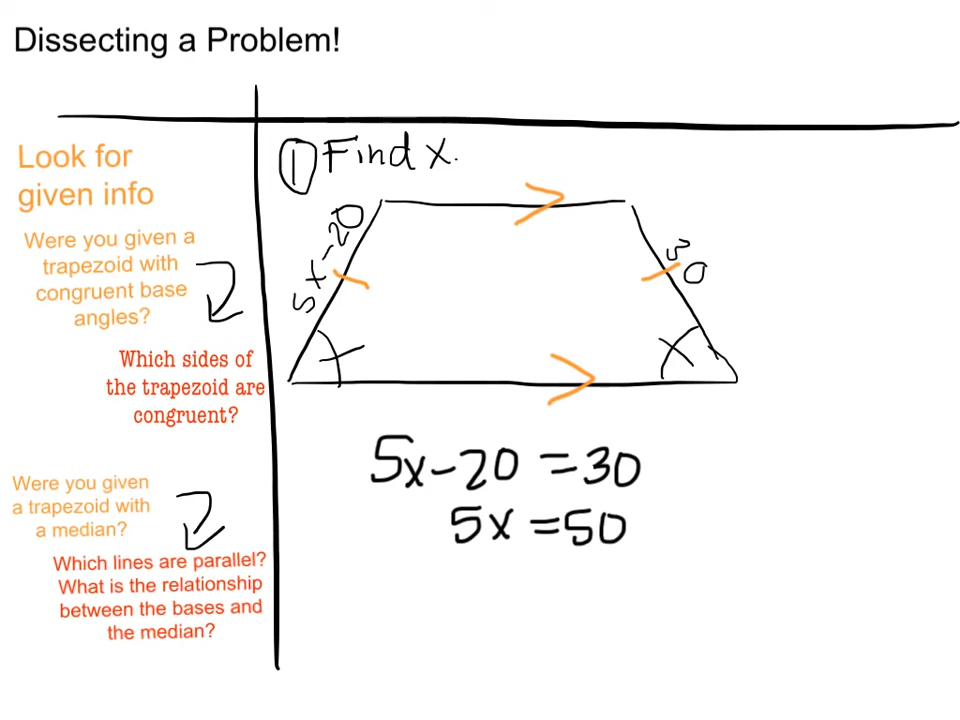 Dissecting a Problem!
Look for
given info
Were you given a
trapezoid with
congruent base
angles?
Which sides of
the trapezoid are
congruent?
Were you given
a trapezoid with
a median?
Which lines are parallel?
What is the relationship
between the bases and
the median?
① Find x.
5x-20
30
5x-20 =30
5x =50